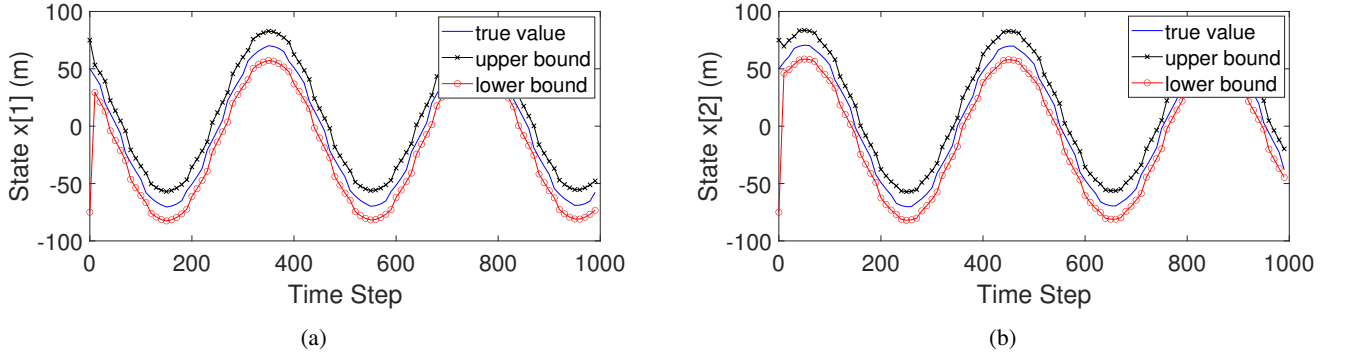 100
50
0
-50
-100
State x[1] (m)
0
200
400
600
800
1000
Time Step
true value
upper bound
lower bound
(a)
100
50
0
-50
-100
State x[2] (m)
0
200
400
600
800
1000
Time Step
true value
upper bound
lower bound
(b)